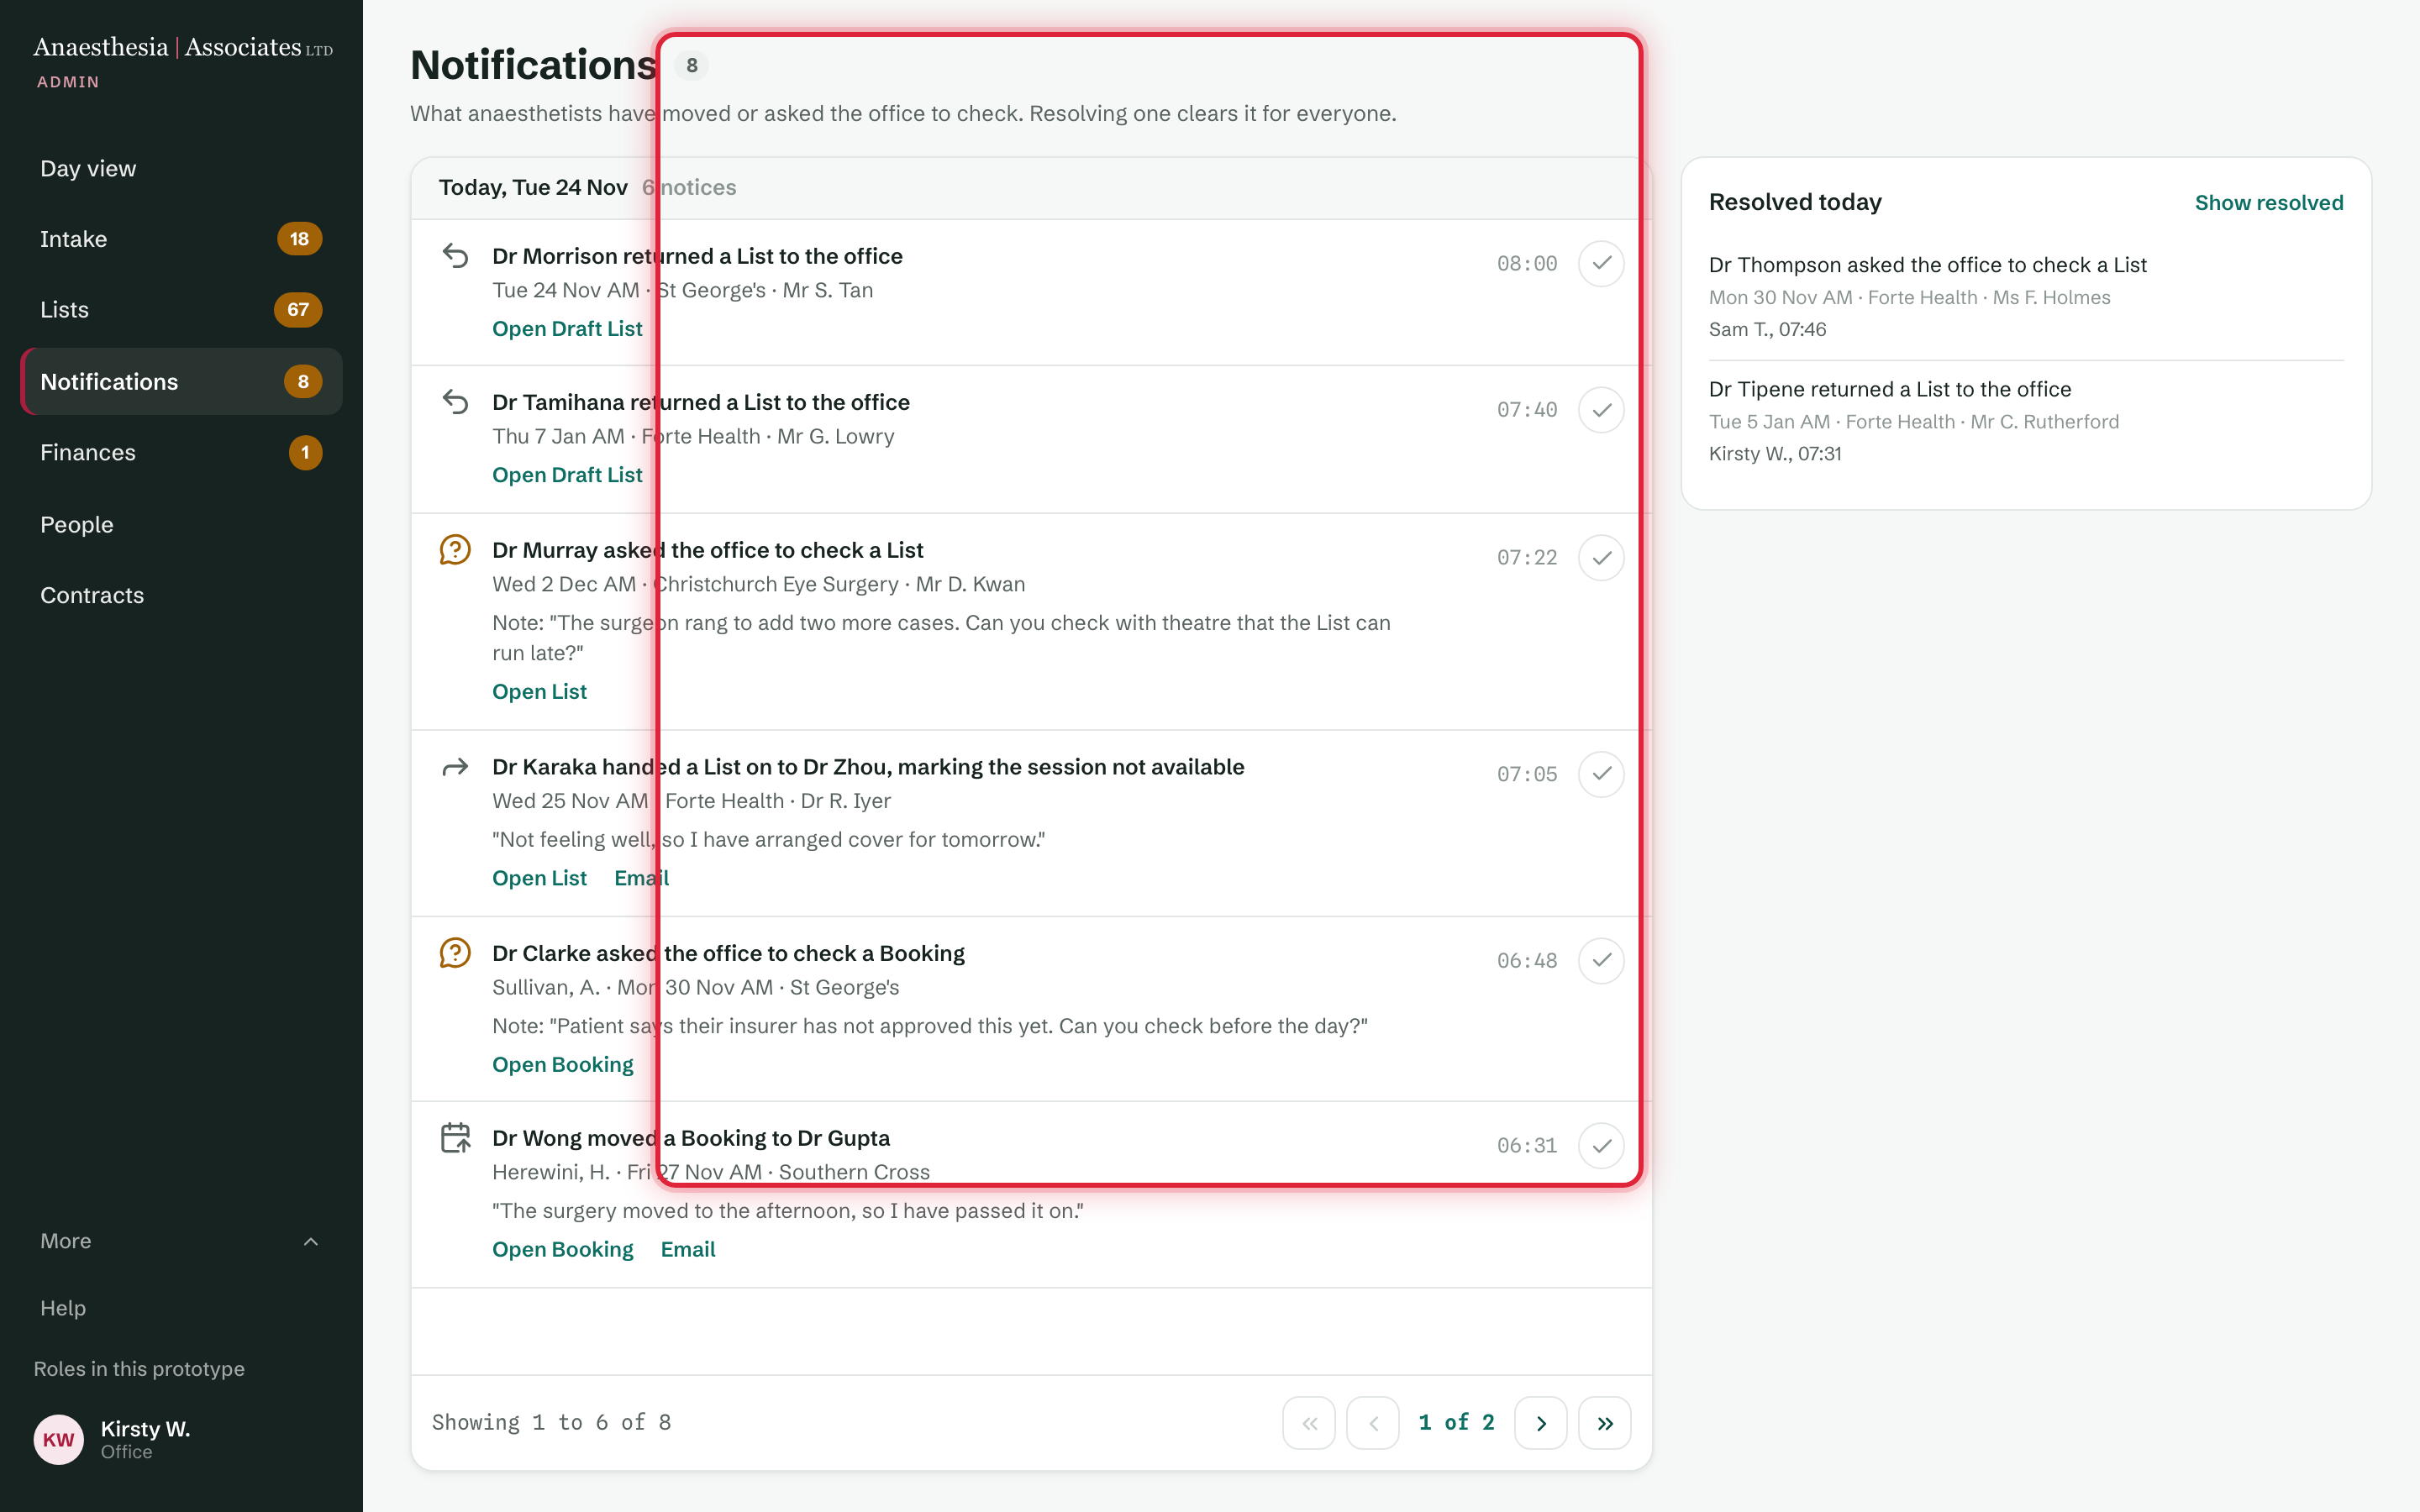 Anaesthesia | Associates LTD
ADMIN
Day view
Intake 18
Lists 67
Notifications 8
Finances 1
People
Contracts
More
Help
Roles in this prototype
KW
Kirsty W.
Office
Notifications 8
What anaesthetists have moved or asked the office to check. Resolving one clears it for everyone.
Today, Tue 24 Nov 6 notices
Dr Morrison returned a List to the office 08:00
Tue 24 Nov AM · St George's · Mr S. Tan
Open Draft List
Dr Tamihana returned a List to the office 07:40
Thu 7 Jan AM · Forte Health · Mr G. Lowry
Open Draft List
Dr Murray asked the office to check a List 07:22
Wed 2 Dec AM · Christchurch Eye Surgery · Mr D. Kwan
Note: "The surgeon rang to add two more cases. Can you check with theatre that the List can
run late?"
Open List
Dr Karaka handed a List on to Dr Zhou, marking the session not available 07:05
Wed 25 Nov AM · Forte Health · Dr R. Iyer
"Not feeling well, so I have arranged cover for tomorrow."
Open List Email
Dr Clarke asked the office to check a Booking 06:48
Sullivan, A. · Mon 30 Nov AM · St George's
Note: "Patient says their insurer has not approved this yet. Can you check before the day?"
Open Booking
Dr Wong moved a Booking to Dr Gupta 06:31
Herewini, H. · Fri 27 Nov AM · Southern Cross
"The surgery moved to the afternoon, so I have passed it on."
Open Booking Email
Showing 1 to 6 of 8
1 of 2
Resolved today Show resolved
Dr Thompson asked the office to check a List
Mon 30 Nov AM · Forte Health · Ms F. Holmes
Sam T., 07:46
Dr Tipene returned a List to the office
Tue 5 Jan AM · Forte Health · Mr C. Rutherford
Kirsty W., 07:31